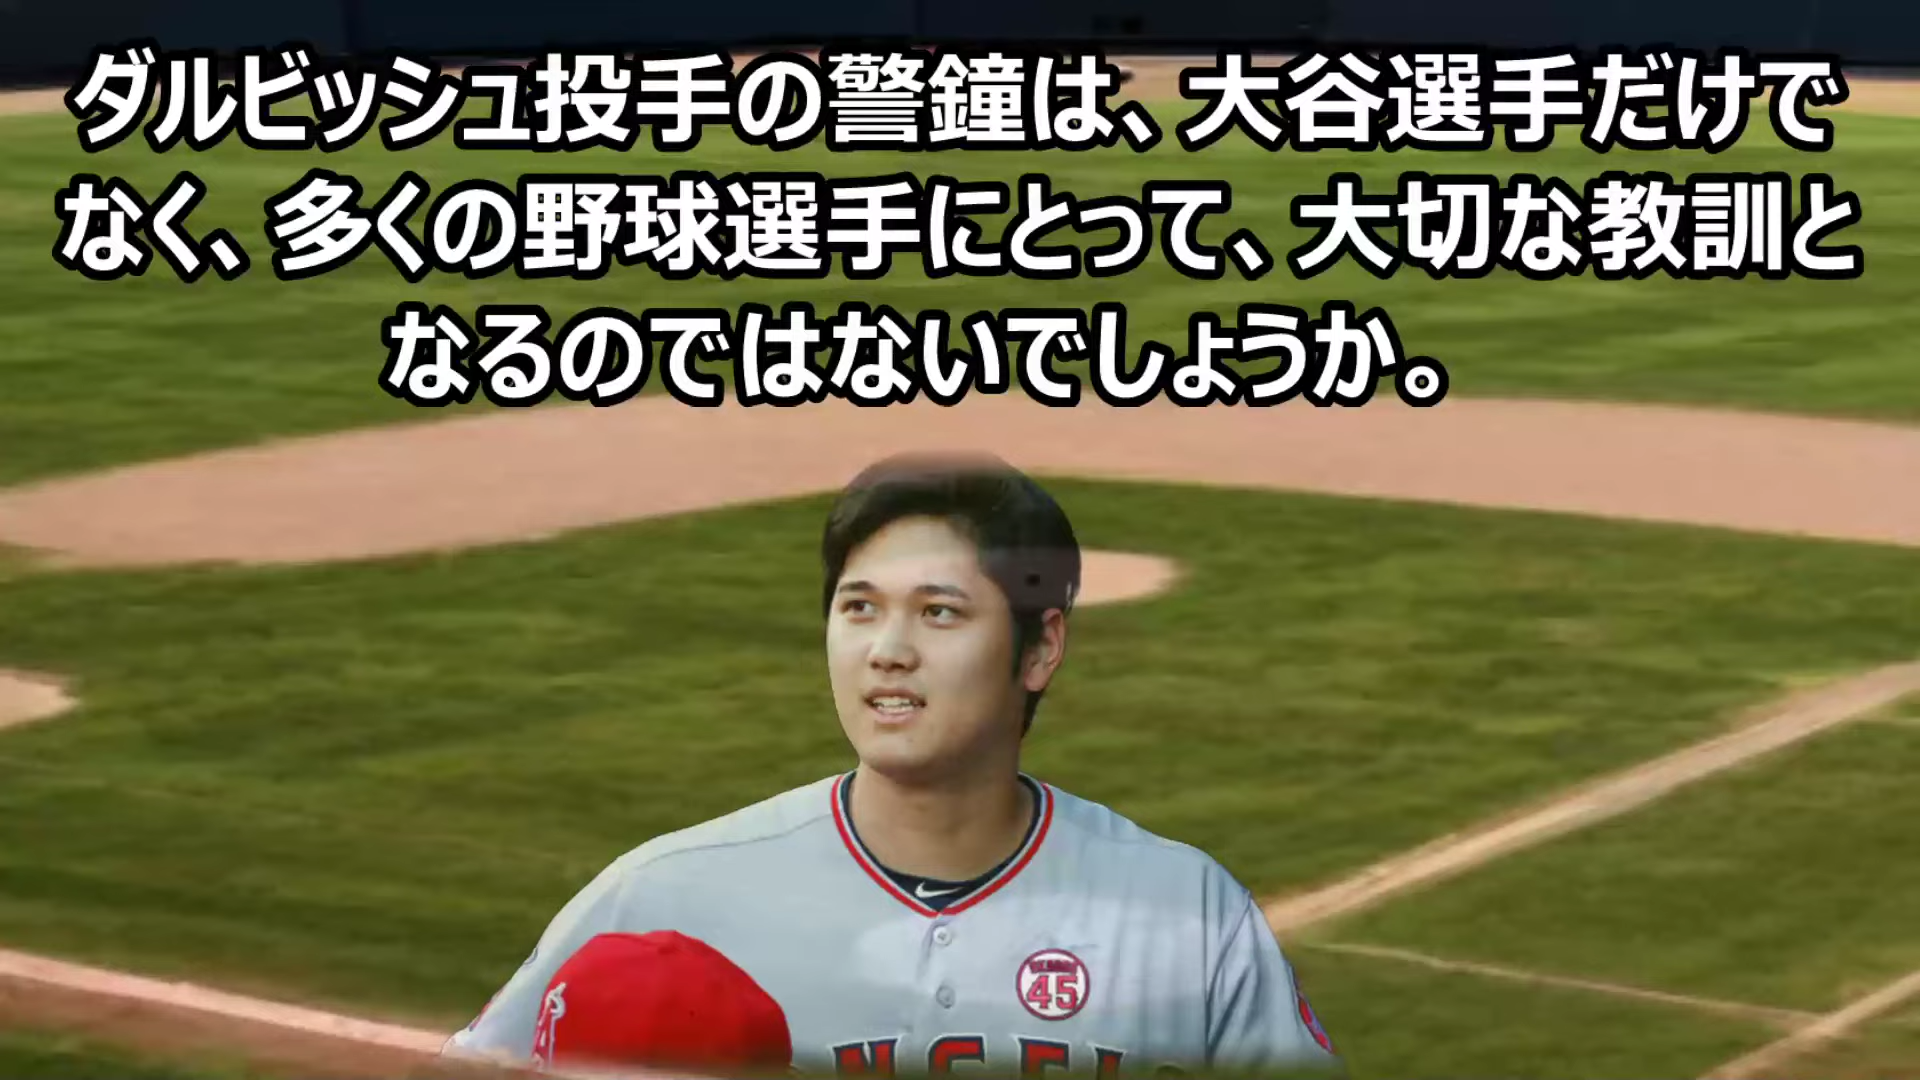 ダルビッシュ投手の警鐘は、大谷選手だけで
なく、多くの野球選手にとって、大切な教訓と
なるのではないでしょうか。
45